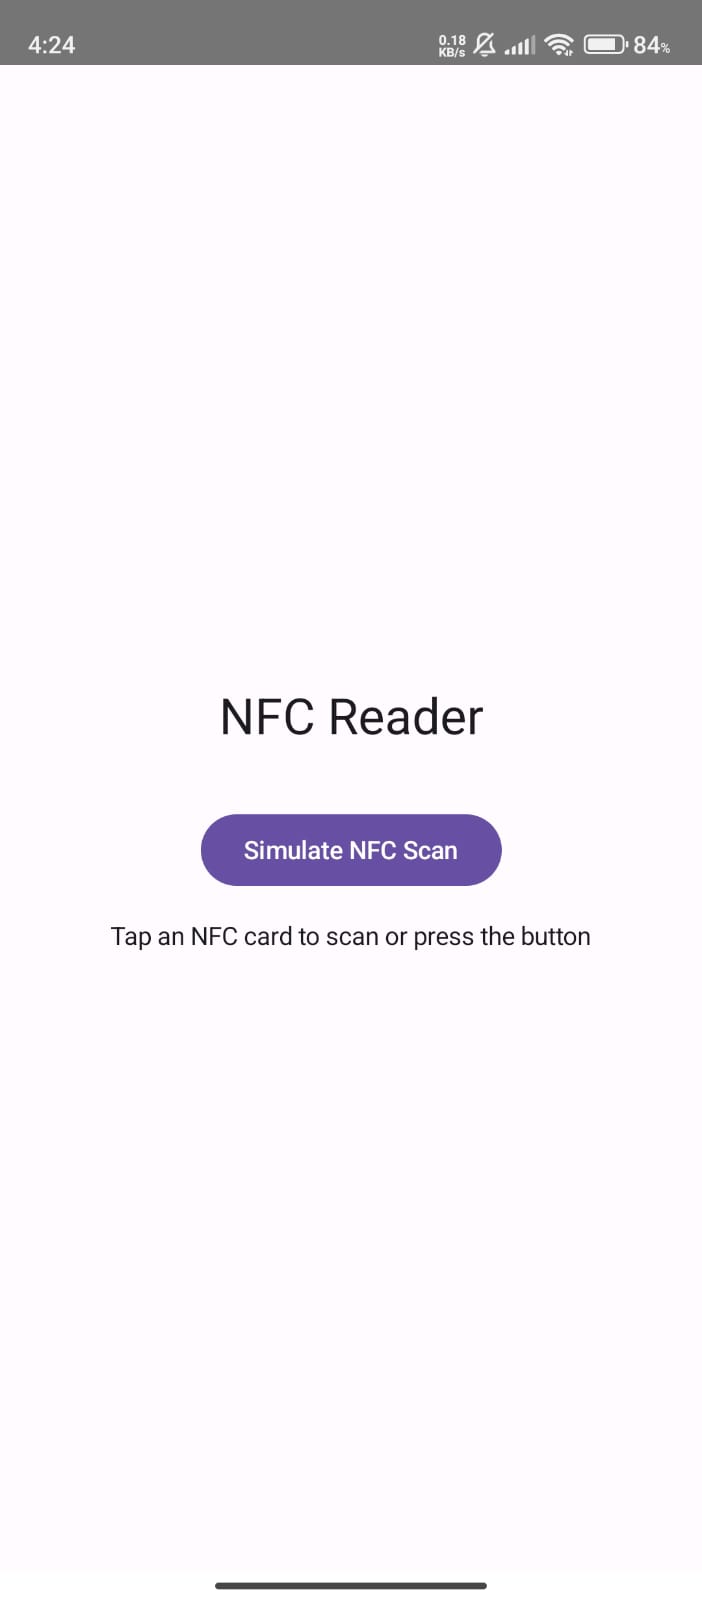 4:24
0.18
KB/s
84%
NFC Reader
Simulate NFC Scan
Tap an NFC card to scan or press the button